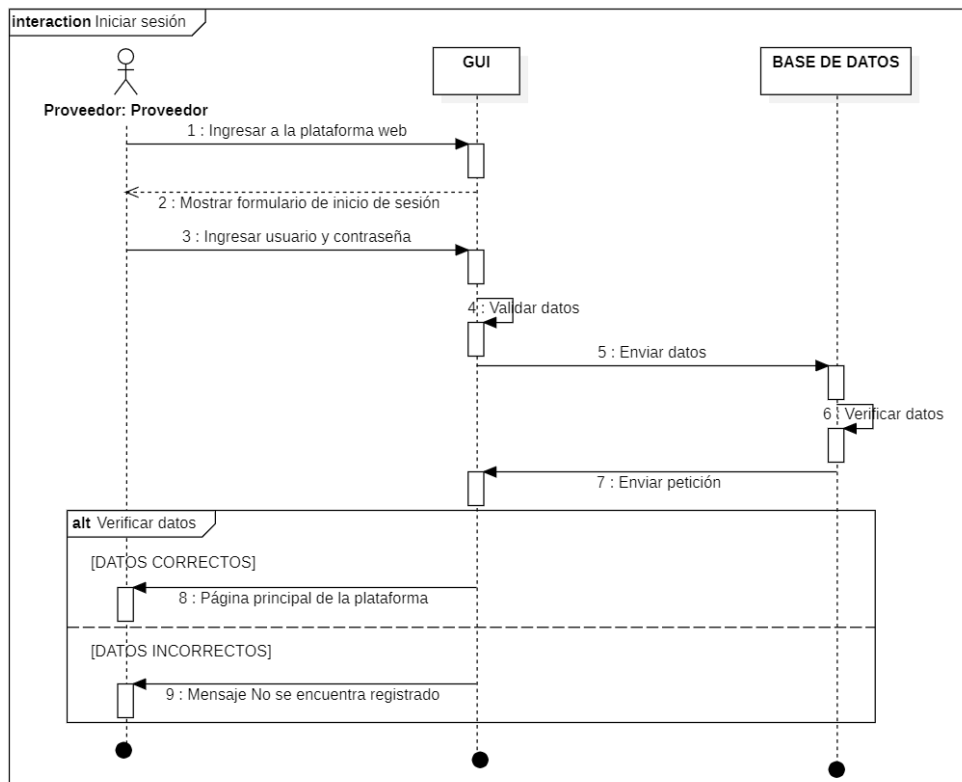 interaction Iniciar sesión
GUI
BASE DE DATOS
Proveedor: Proveedor
1 : Ingresar a la plataforma web
2 : Mostrar formulario de inicio de sesión
3 : Ingresar usuario y contraseña
4 : Validar datos
5 : Enviar datos
6 : Verificar datos
7 : Enviar petición
alt Verificar datos
[DATOS CORRECTOS]
8 : Página principal de la plataforma
[DATOS INCORRECTOS]
9 : Mensaje No se encuentra registrado